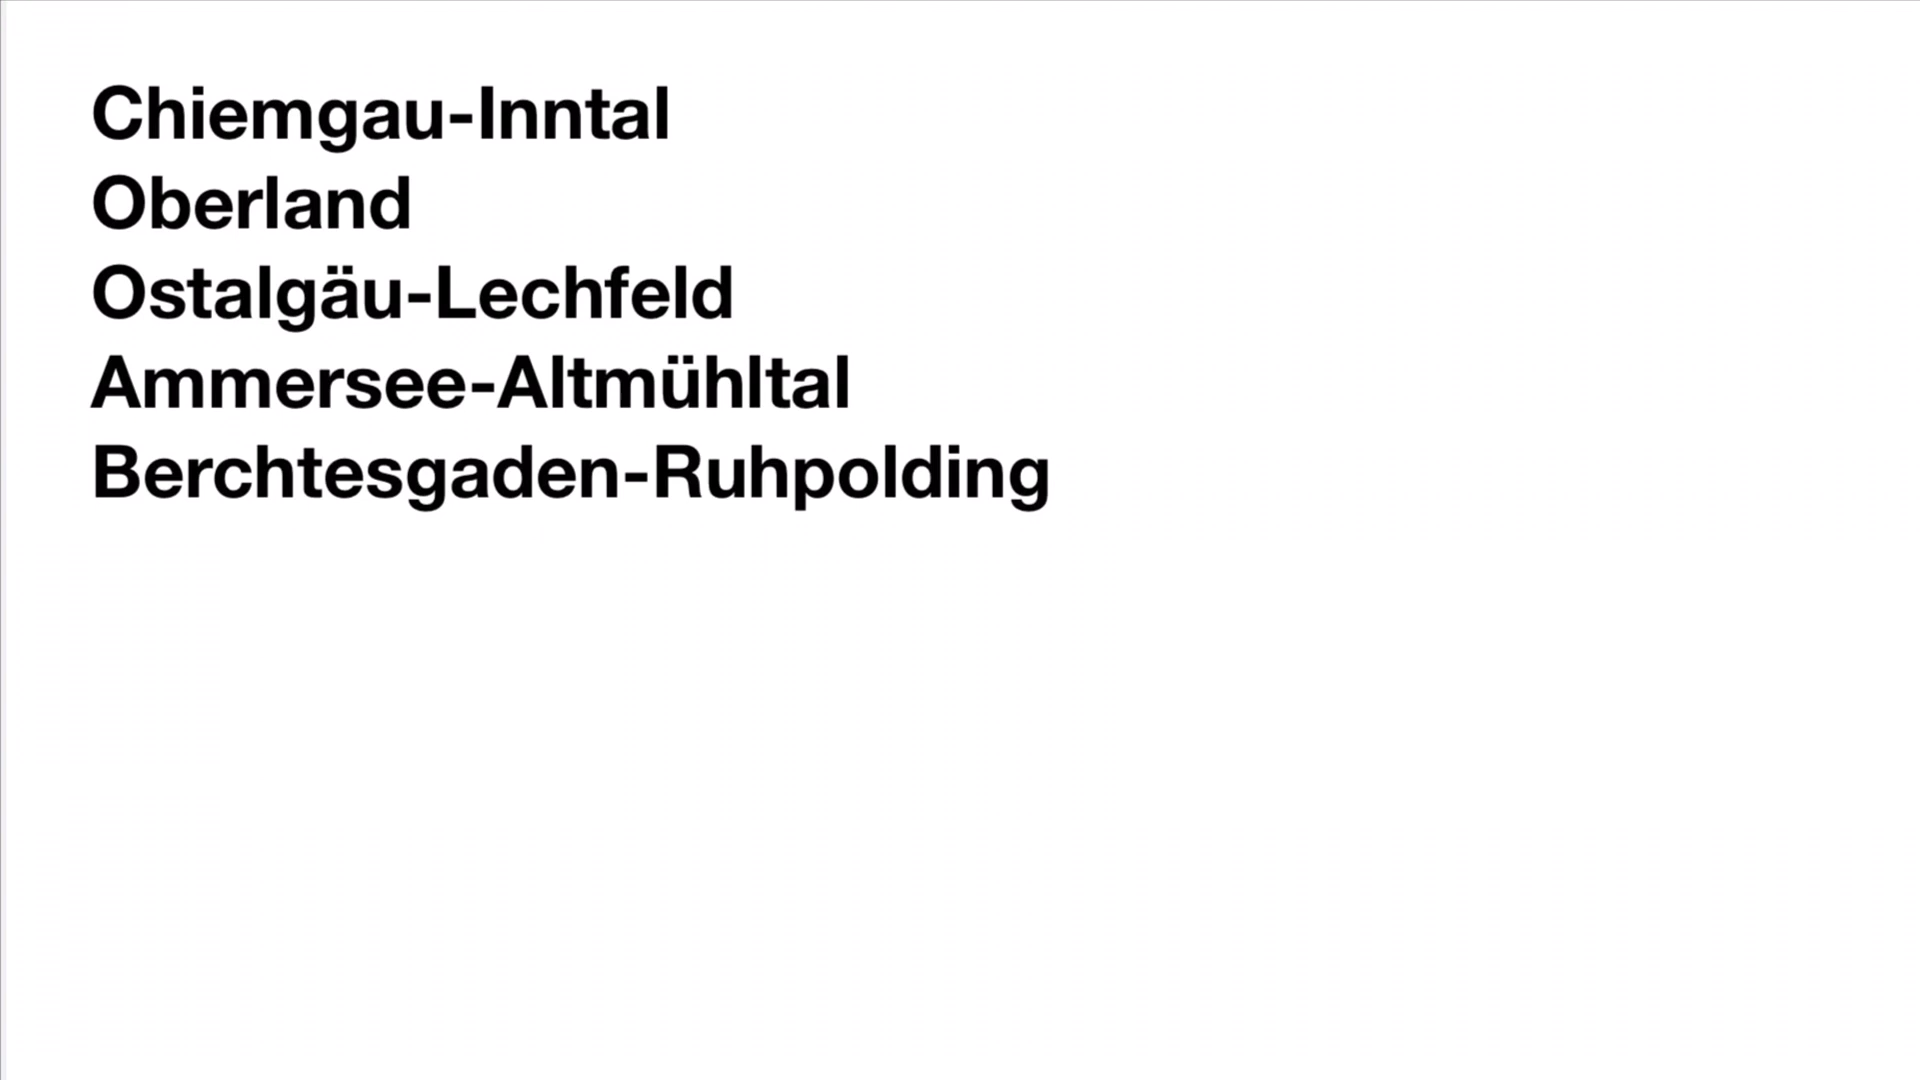 Chiemgau-Inntal
Oberland
Ostalgäu-Lechfeld
Ammersee-Altmühltal
Berchtesgaden-Ruhpolding